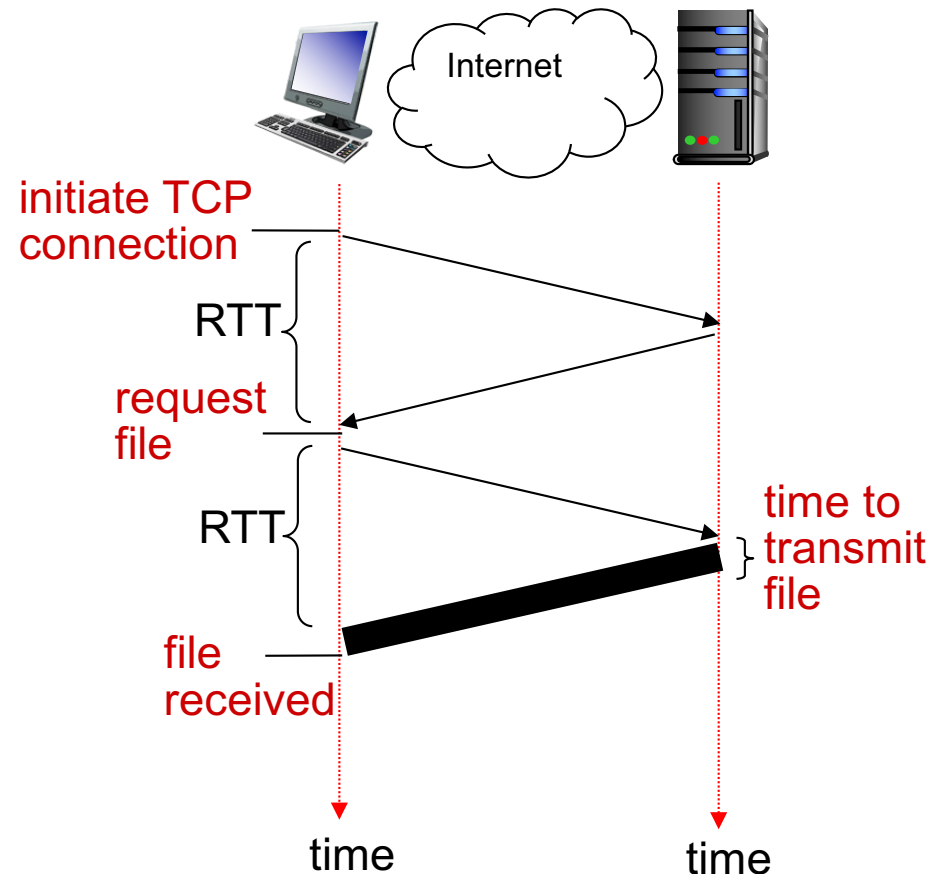 Internet
initiate TCP
connection
RTT
request
file
RTT
time to
transmit
file
file
received
time
time